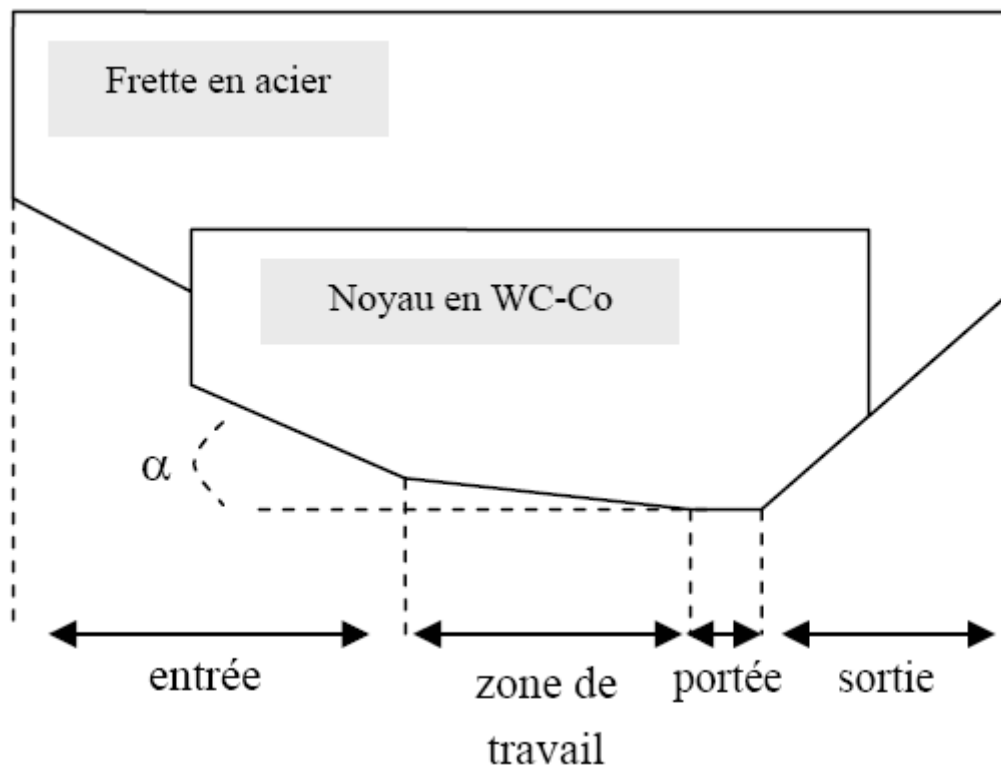 Frette en acier
Noyau en WC-Co
α
entrée
zone de
travail
portée
sortie